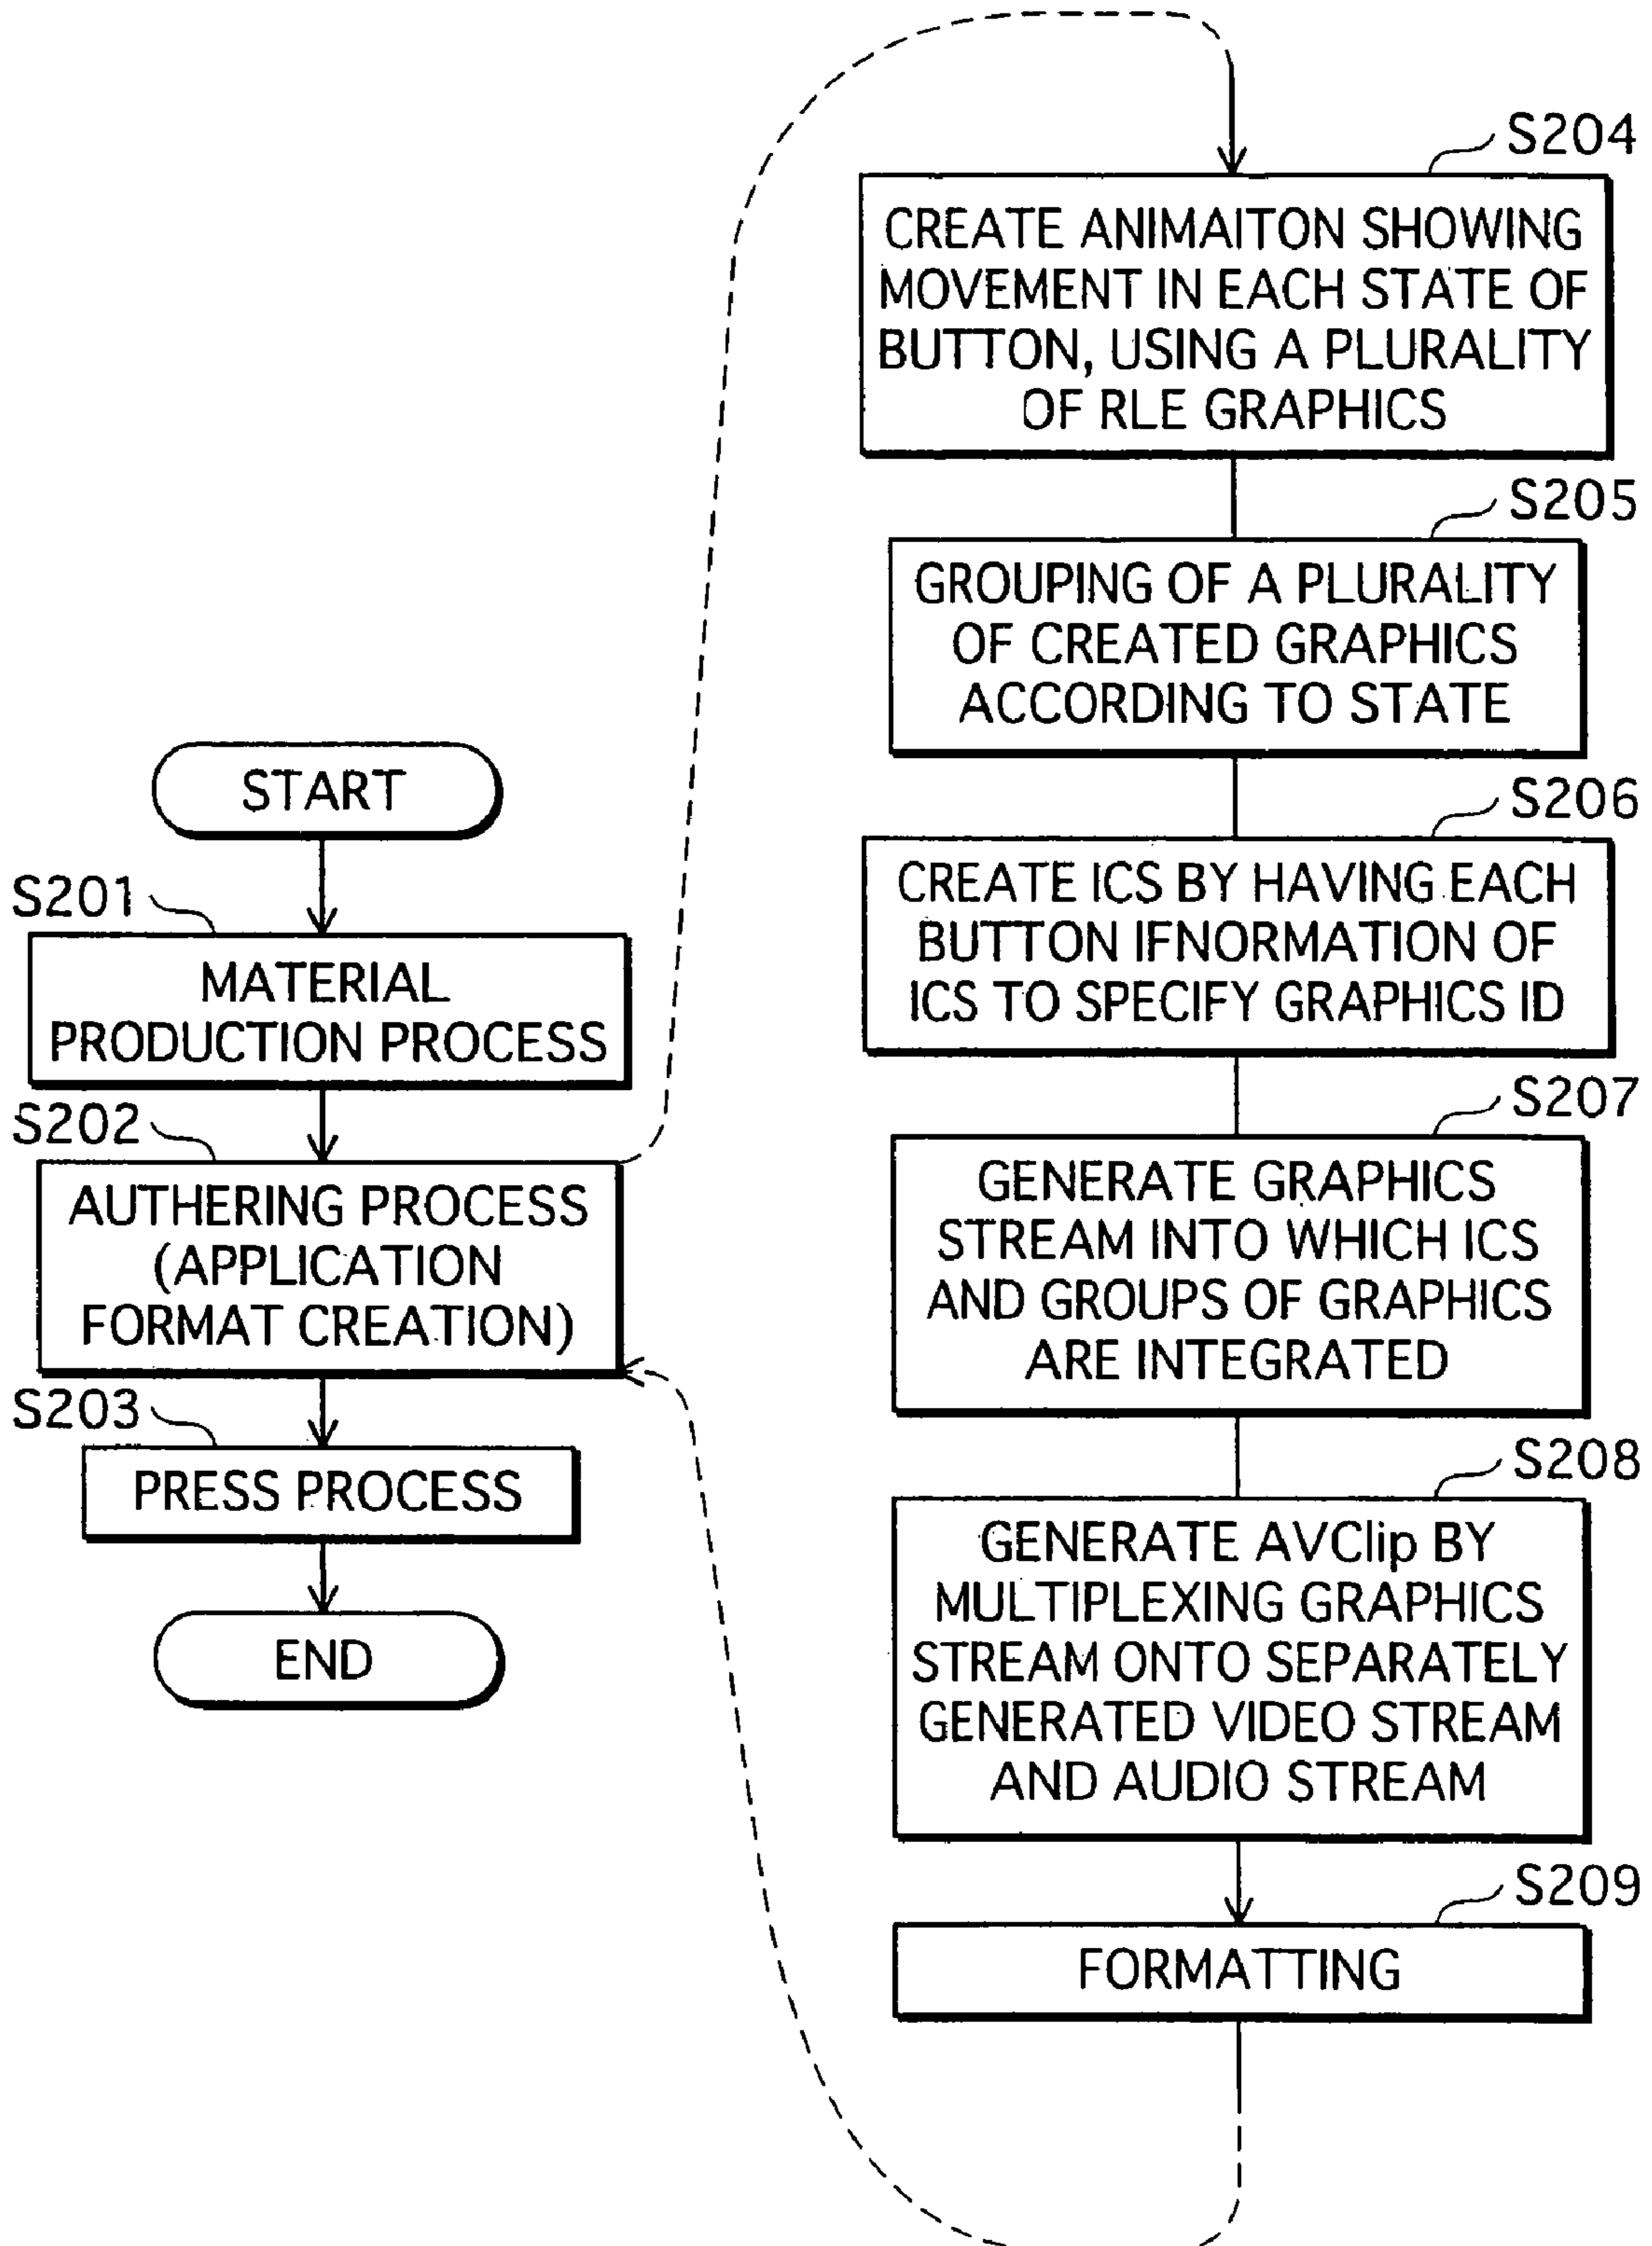 START
S201
MATERIAL
PRODUCTION PROCESS
S202
AUTHERING PROCESS
(APPLICATION
FORMAT CREATION)
S203
PRESS PROCESS
END
S204
CREATE ANIMAITON SHOWING
MOVEMENT IN EACH STATE OF
BUTTON, USING A PLURALITY
OF RLE GRAPHICS
S205
GROUPING OF A PLURALITY
OF CREATED GRAPHICS
ACCORDING TO STATE
S206
CREATE ICS BY HAVING EACH
BUTTON IFNORMATION OF
ICS TO SPECIFY GRAPHICS ID
S207
GENERATE GRAPHICS
STREAM INTO WHICH ICS
AND GROUPS OF GRAPHICS
ARE INTEGRATED
S208
GENERATE AVClip BY
MULTIPLEXING GRAPHICS
STREAM ONTO SEPARATELY
GENERATED VIDEO STREAM
AND AUDIO STREAM
S209
FORMATTING